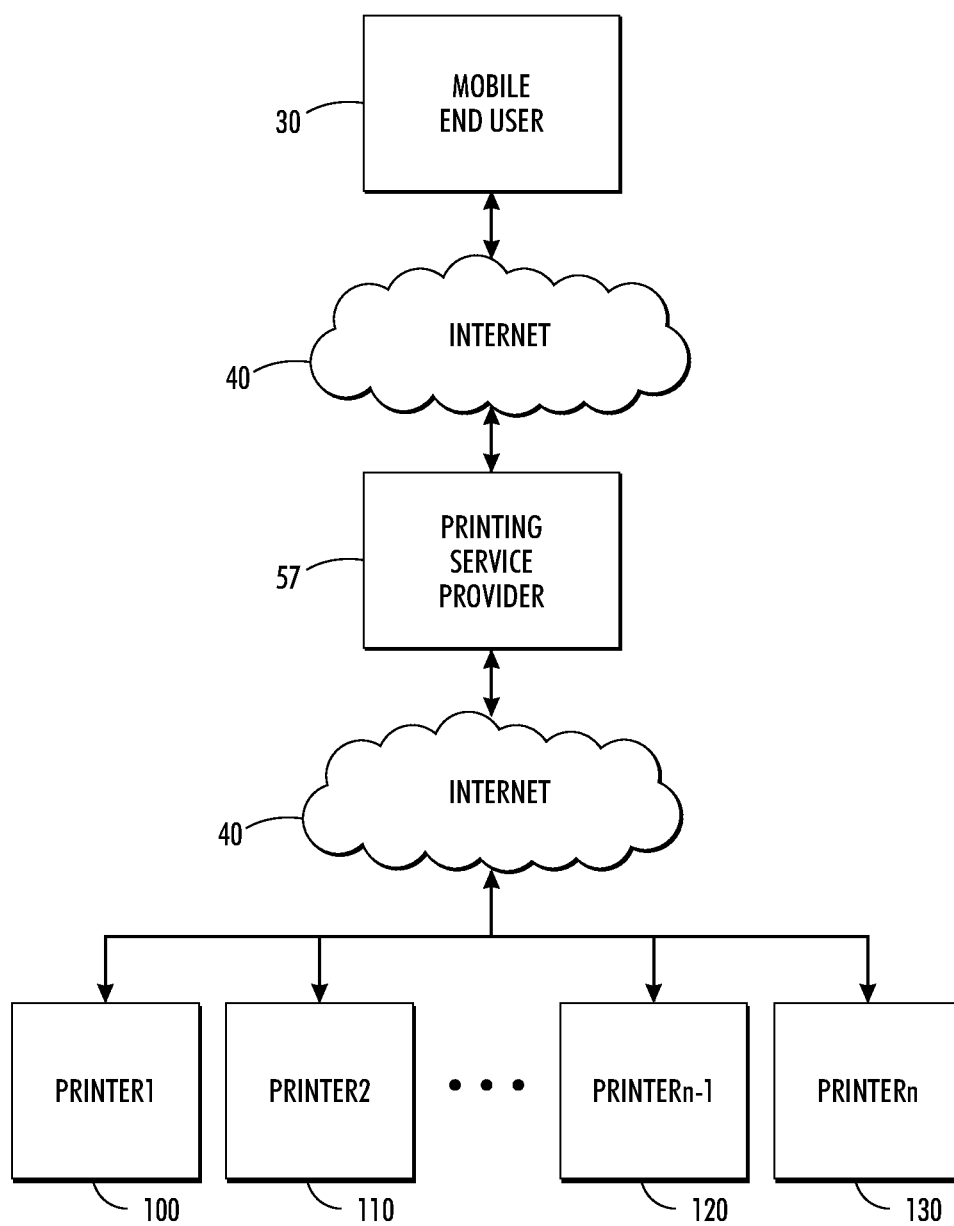 MOBILE
END USER
30
INTERNET
40
PRINTING
SERVICE
PROVIDER
57
INTERNET
40
PRINTER1
PRINTER2
PRINTERn-1
PRINTERn
100
110
120
130